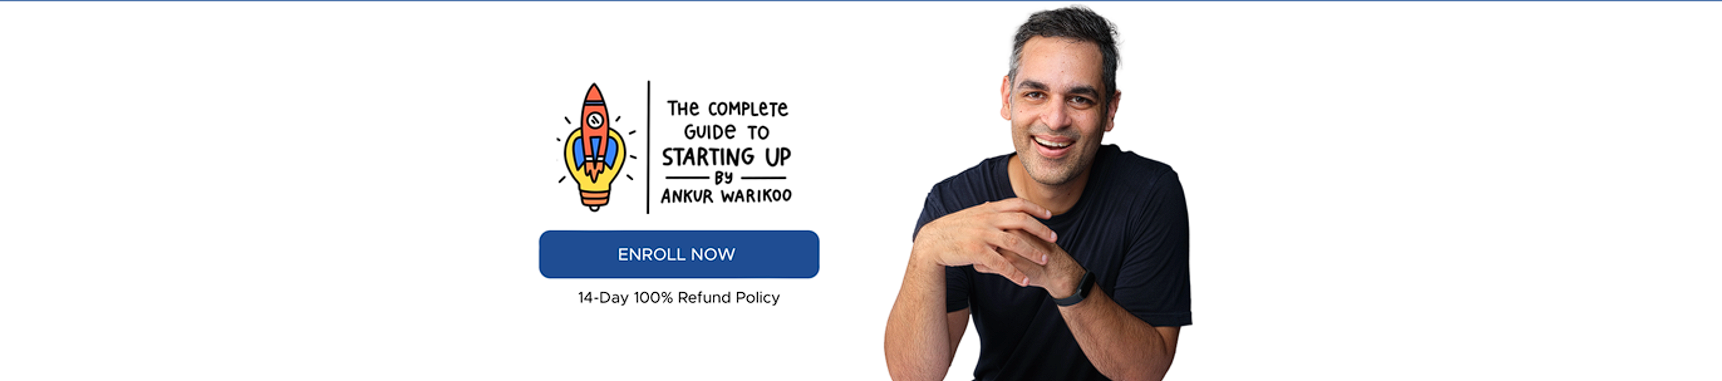 THE COMPLETE
GUIDE TO
STARTING UP
BY
ANKUR WARIKOO
ENROLL NOW
14-Day 100% Refund Policy